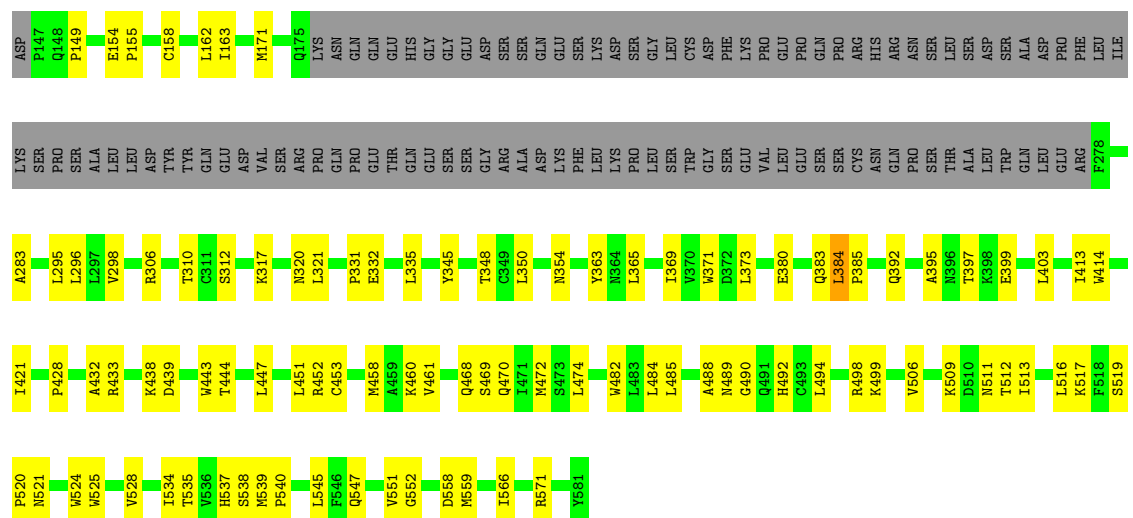 ASP P147 Q148 P149 E154 P155 C158 L162 I163 M171 Q175 LYS ASN GLN GLN GLU HIS GLY GLY GLU ASP SER SER GLN GLU SER LYS ASP SER GLY LEU CYS ASP PHE LYS PRO GLU PRO GLN PRO ARG HIS ARG ASN SER LEU SER ASP SER ALA ASP PRO PHE LEU ILE
LYS SER PRO SER ALA LEU LEU ASP TYR TYR GLN GLU ASP VAL SER ARG PRO GLN PRO GLU THR GLN GLU SER SER GLY ARG ALA ASP LYS PHE LEU LYS PRO LEU SER TRP GLY SER GLU VAL LEU GLU SER SER CYS ASN GLN PRO SER THR ALA LEU TRP GLN LEU GLU ARG F278
A283 L295 L296 L297 V298 R306 T310 C311 S312 K317 N320 L321 P331 E332 L335 Y345 T348 C349 L350 N354 Y363 N364 L365 I369 V370 W371 D372 L373 E380 Q383 L384 P385 Q392 A395 N396 T397 K398 E399 L403 I413 W414
I421 P428 A432 R433 K438 D439 W443 T444 L447 L451 R452 C453 M458 A459 K460 V461 Q468 S469 Q470 I471 M472 S473 L474 W482 L483 L484 L485 A488 N489 G490 Q491 H492 C493 L494 R498 K499 V506 K509 D510 N511 T512 I513 L516 K517 F518 S519
P520 N521 W524 W525 V528 I534 T535 V536 H537 S538 M539 P540 L545 F546 Q547 V551 G552 D558 M559 I566 R571 Y581